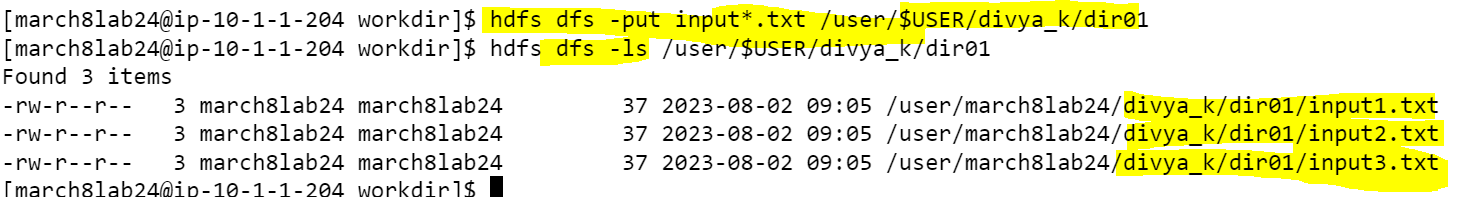 [march8lab24@ip-10-1-1-204 workdir]$ hdfs dfs -put input*.txt /user/$USER/divya_k/dir01
[march8lab24@ip-10-1-1-204 workdir]$ hdfs dfs -ls /user/$USER/divya_k/dir01
Found 3 items
-rw-r--r--   3 march8lab24 march8lab24         37 2023-08-02 09:05 /user/march8lab24/divya_k/dir01/input1.txt
-rw-r--r--   3 march8lab24 march8lab24         37 2023-08-02 09:05 /user/march8lab24/divya_k/dir01/input2.txt
-rw-r--r--   3 march8lab24 march8lab24         37 2023-08-02 09:05 /user/march8lab24/divya_k/dir01/input3.txt
[march8lab24@ip-10-1-1-204 workdir]$